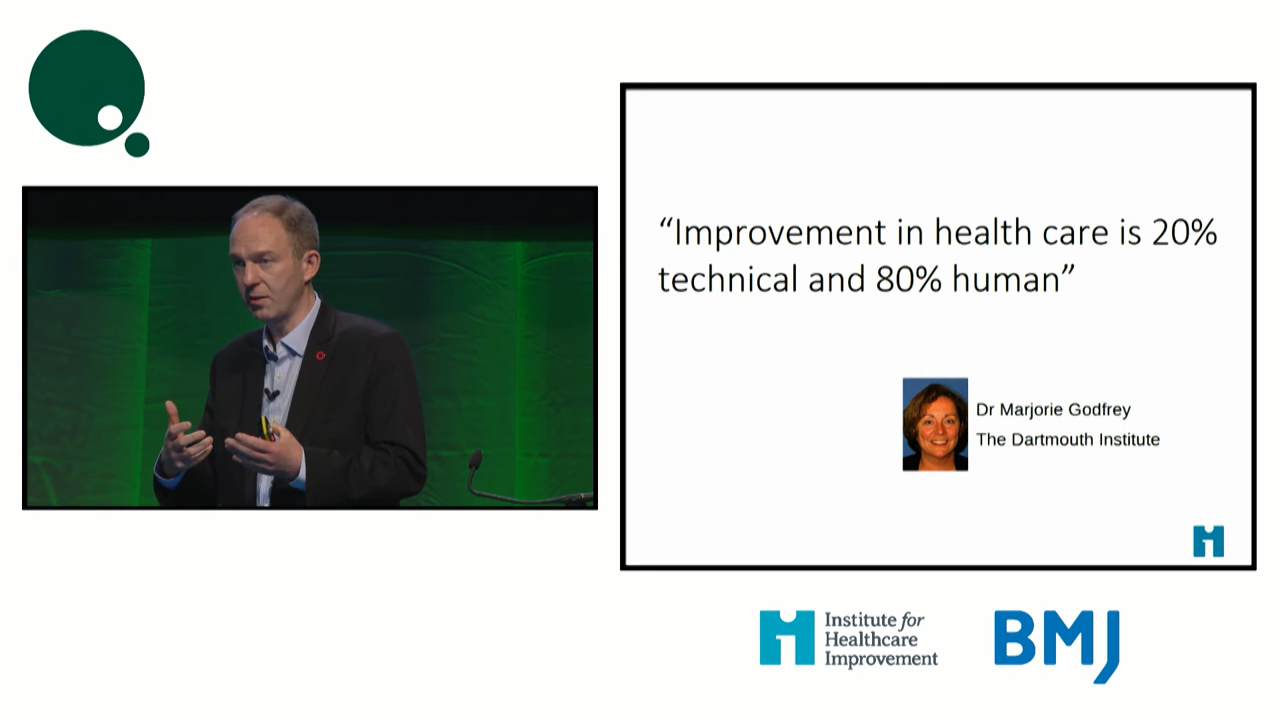 “Improvement in health care is 20%
technical and 80% human”
Dr Marjorie Godfrey
The Dartmouth Institute
Institute for
Healthcare
Improvement
BMJ